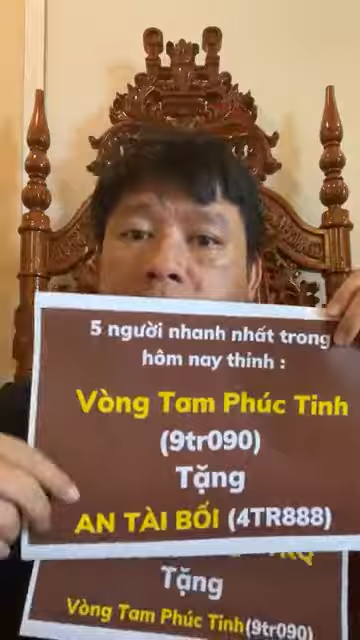 5 người nhanh nhất trong
hôm nay thỉnh :
Vòng Tam Phúc Tinh
(9tr090)
Tặng
AN TÀI BỐI (4TR888)
Tặng
Vòng Tam Phúc Tinh (9tr090)